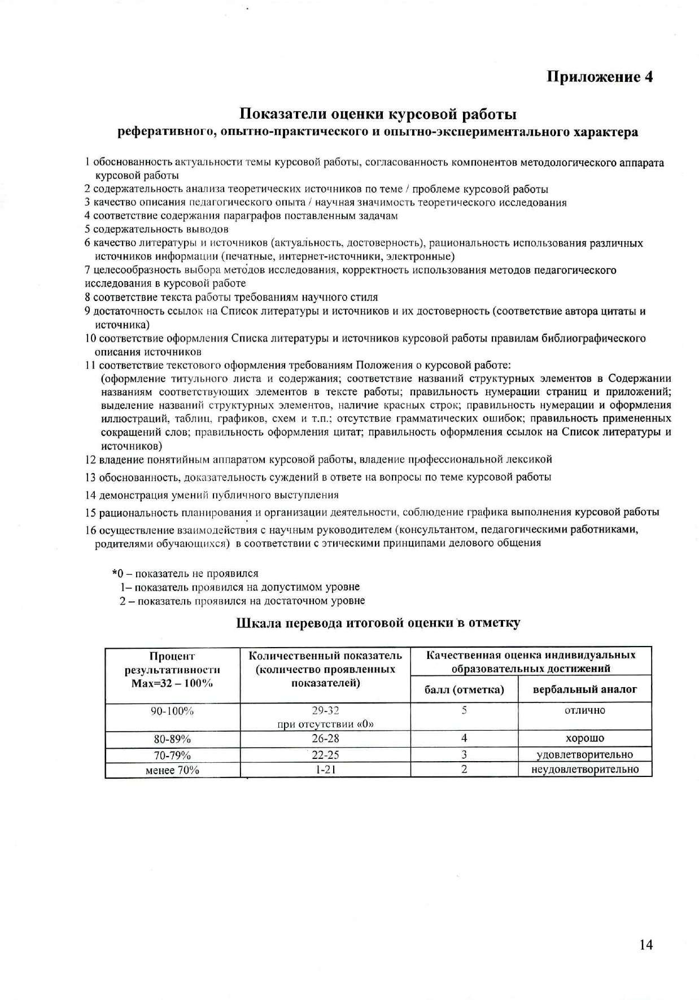 Приложение 4
Показатели оценки курсовой работы
реферативного, опытно-практического и опытно-экспериментального характера
1 обоснованность актуальности темы курсовой работы, согласованность компонентов методологического аппарата
курсовой работы
2 содержательность анализа теоретических источников по теме / проблеме курсовой работы
3 качество описания педагогического опыта / научная значимость теоретического исследования
4 соответствие содержания параграфов поставленным задачам
5 содержательность выводов
6 качество литературы и источников (актуальность, достоверность), рациональность использования различных
источников информации (печатные, интернет-источники, электронные)
7 целесообразность выбора методов исследования, корректность использования методов педагогического
исследования в курсовой работе
8 соответствие текста работы требованиям научного стиля
9 достаточность ссылок на Список литературы и источников и их достоверность (соответствие автора цитаты и
источника)
10 соответствие оформления Списка литературы и источников курсовой работы правилам библиографического
описания источников
11 соответствие текстового оформления требованиям Положения о курсовой работе:
(оформление титульного листа и содержания; соответствие названий структурных элементов в Содержании
названиям соответствующих элементов в тексте работы; правильность нумерации страниц и приложений;
выделение названий структурных элементов, наличие красных строк; правильность нумерации и оформления
иллюстраций, таблиц, графиков, схем и т.п.; отсутствие грамматических ошибок; правильность примененных
сокращений слов; правильность оформления цитат; правильность оформления ссылок на Список литературы и
источников)
12 владение понятийным аппаратом курсовой работы, владение профессиональной лексикой
13 обоснованность, доказательность суждений в ответе на вопросы по теме курсовой работы
14 демонстрация умений публичного выступления
15 рациональность планирования и организации деятельности, соблюдение графика выполнения курсовой работы
16 осуществление взаимодействия с научным руководителем (консультантом, педагогическими работниками,
родителями обучающихся) в соответствии с этическими принципами делового общения
*0 – показатель не проявился
1– показатель проявился на допустимом уровне
2 – показатель проявился на достаточном уровне
Шкала перевода итоговой оценки в отметку
Процент
результативности
Max=32 – 100%
Количественный показатель
(количество проявленных
показателей)
Качественная оценка индивидуальных
образовательных достижений
балл (отметка)
вербальный аналог
90-100%
29-32
при отсутствии «0»
5
отлично
80-89%
26-28
4
хорошо
70-79%
22-25
3
удовлетворительно
менее 70%
1-21
2
неудовлетворительно
14